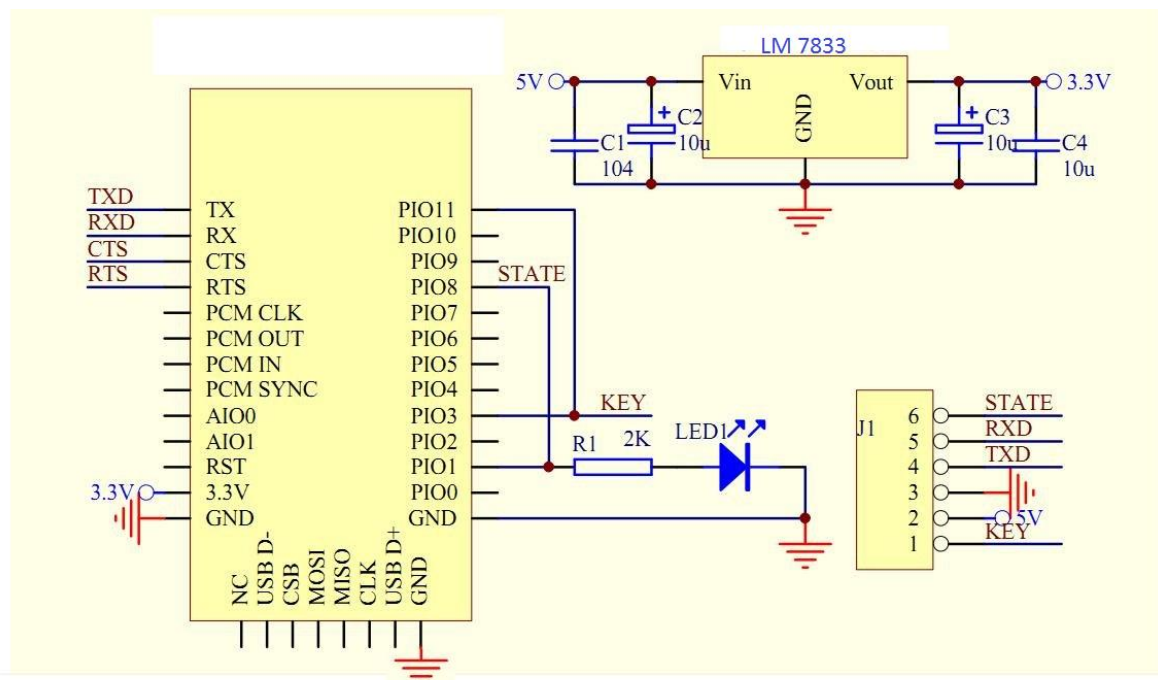 LM 7833
5V
Vin
Vout
3.3V
GND
C1
104
C2
10u
C3
10u
C4
10u
TXD
RXD
CTS
RTS
TX
RX
CTS
RTS
PCM CLK
PCM OUT
PCM IN
PCM SYNC
AIO0
AIO1
RST
3.3V
3.3V
GND
PIO11
PIO10
PIO9
PIO8
PIO7
PIO6
PIO5
PIO4
PIO3
PIO2
PIO1
PIO0
GND
NC
USB D-
CSB
MOSI
MISO
CLK
USB D+
GND
STATE
KEY
R1
2K
LED1
J1
6
STATE
5
RXD
4
TXD
3
2
5V
1
KEY